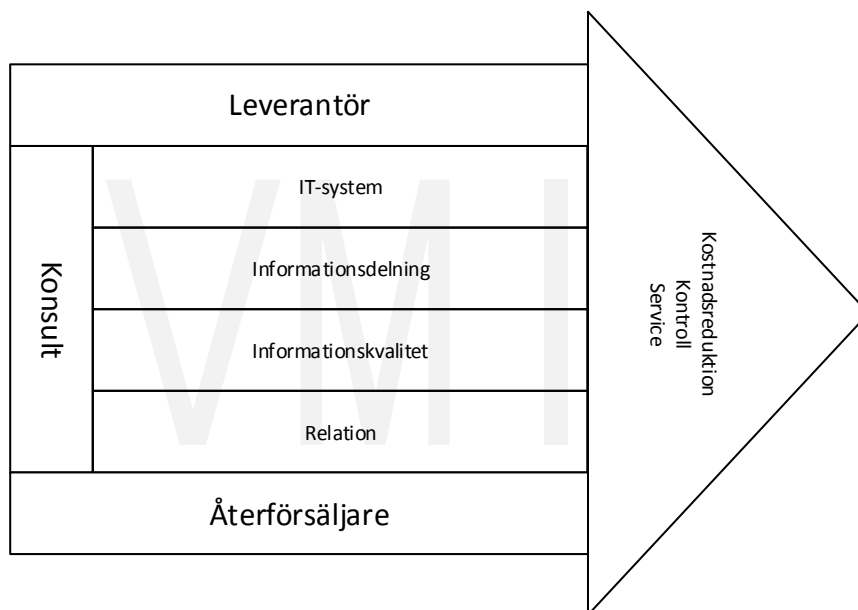 Leverantör
Konsult
VMI
IT-system
Informationsdelning
Informationskvalitet
Relation
Återförsäljare
Kostnadsreduktion
Kontroll
Service